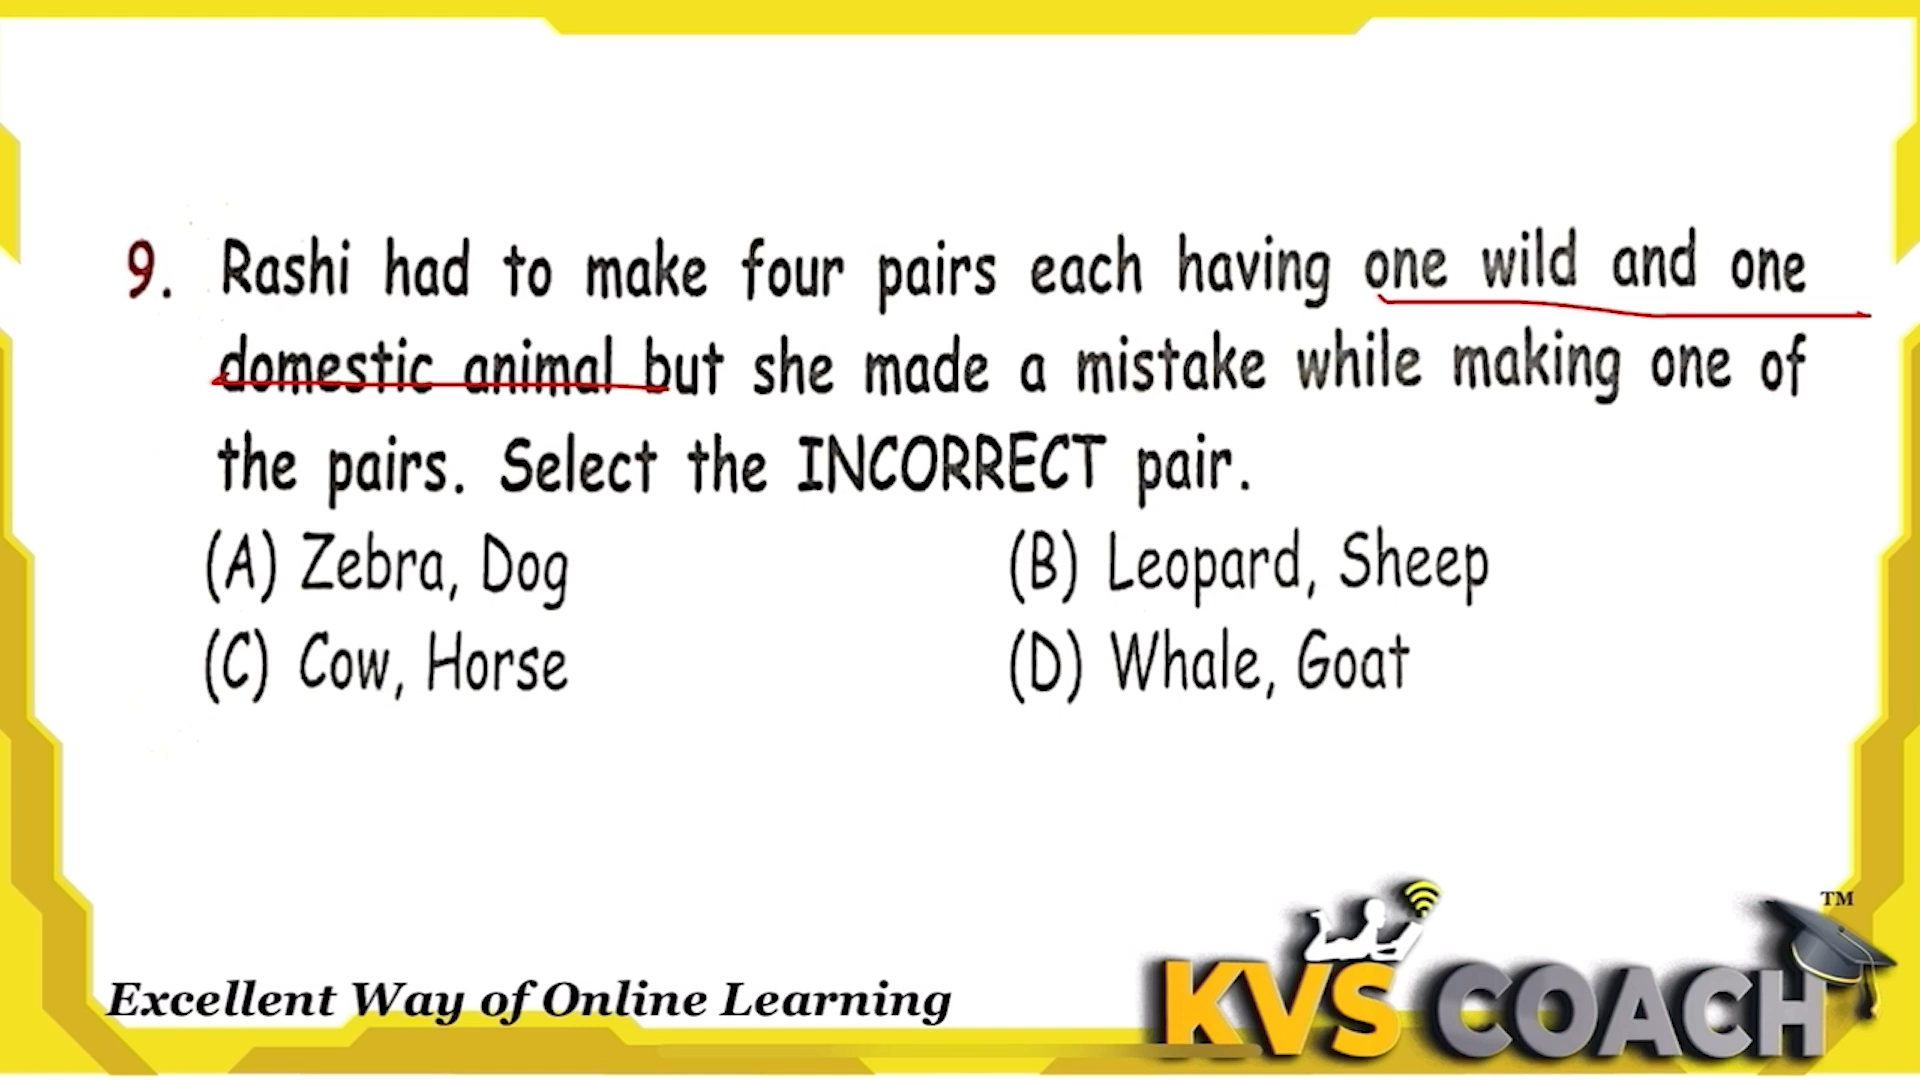 9. Rashi had to make four pairs each having one wild and one
domestic animal but she made a mistake while making one of
the pairs. Select the INCORRECT pair.
(A) Zebra, Dog (B) Leopard, Sheep
(C) Cow, Horse (D) Whale, Goat
Excellent Way of Online Learning
KVS COACH TM